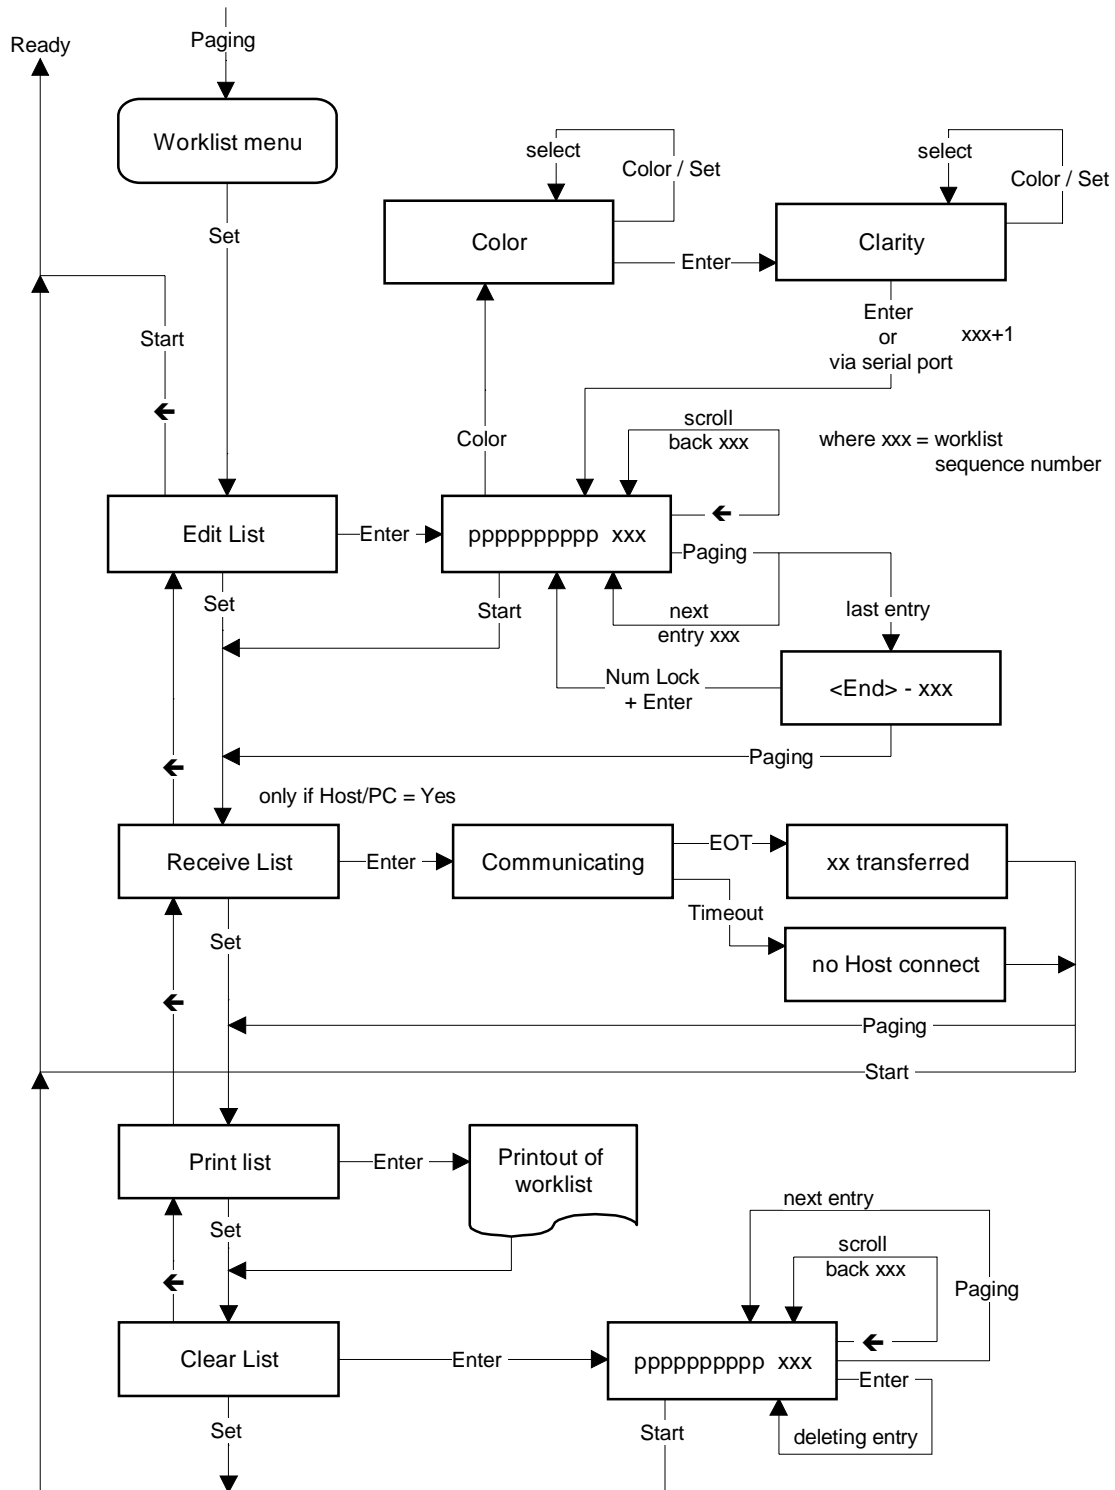 Paging
Ready
Worklist menu
select
Color / Set
select
Color / Set
Set
Color
Enter
Clarity
Start
Enter
or
via serial port
xxx+1
🡸
Color
scroll
back xxx
where xxx = worklist
sequence number
Edit List
Enter
pppppppppp xxx
🡸
Paging
Set
Start
next
entry xxx
last entry
Num Lock
+ Enter
<End> - xxx
🡸
Paging
only if Host/PC = Yes
Receive List
Enter
Communicating
EOT
xx transferred
Timeout
Set
no Host connect
🡸
Paging
Start
Print list
Enter
Printout of
worklist
Set
next entry
scroll
back xxx
🡸
Paging
Clear List
Enter
pppppppppp xxx
🡸
Enter
Set
Start
deleting entry